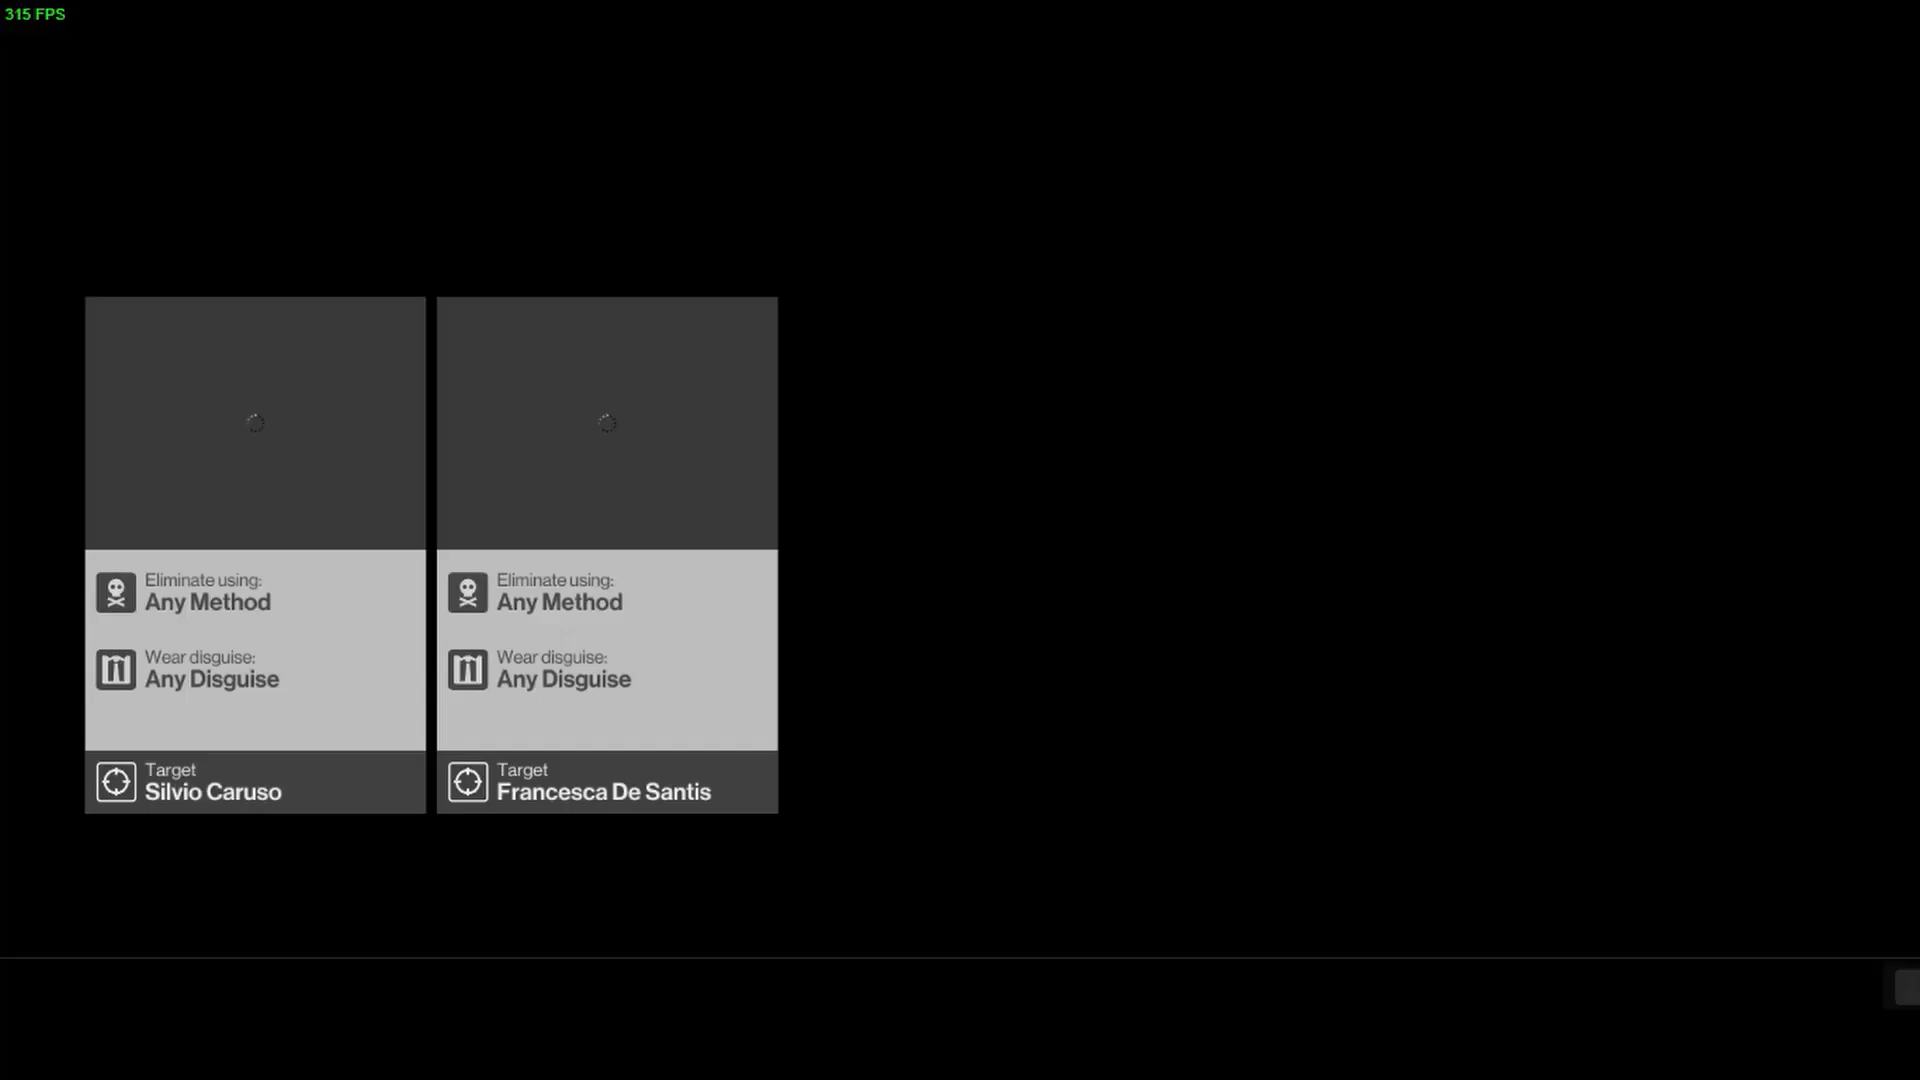 315 FPS
Eliminate using:
Any Method
Wear disguise:
Any Disguise
Target
Silvio Caruso
Eliminate using:
Any Method
Wear disguise:
Any Disguise
Target
Francesca De Santis